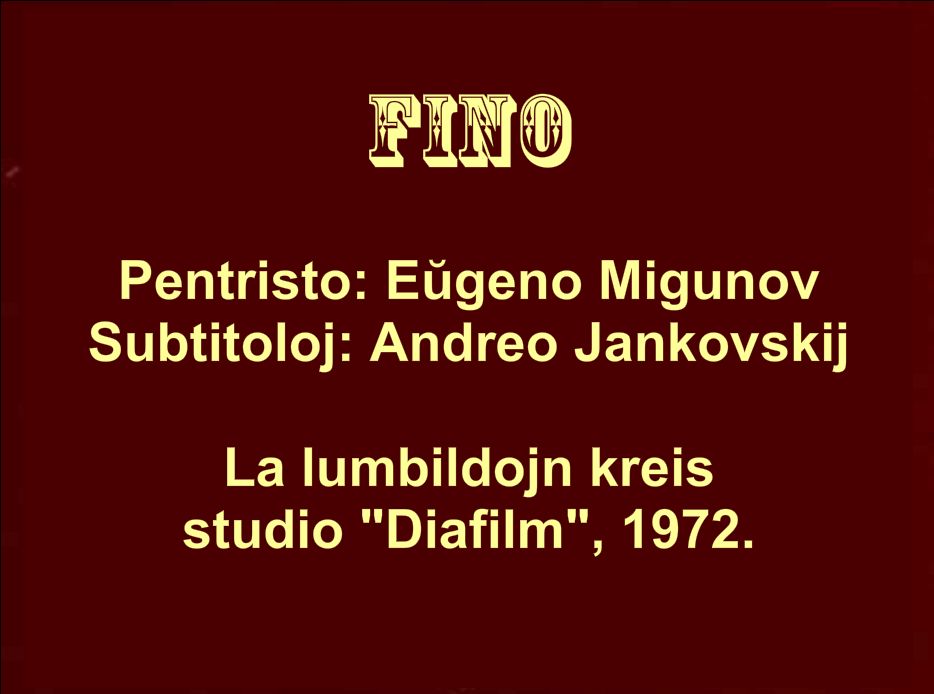 FINO
Pentristo: Eŭgeno Migunov
Subtitoloj: Andreo Jankovskij
La lumbildojn kreis
studio "Diafilm", 1972.